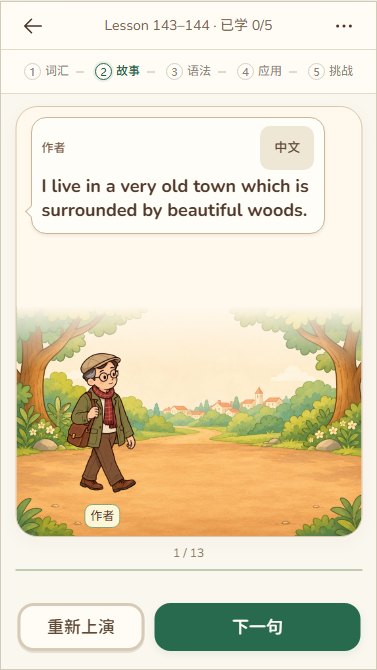 Lesson 143–144 · 已学 0/5
1 词汇 – 2 故事 – 3 语法 – 4 应用 – 5 挑战
作者
中文
I live in a very old town which is
surrounded by beautiful woods.
作者
1 / 13
重新上演
下一句